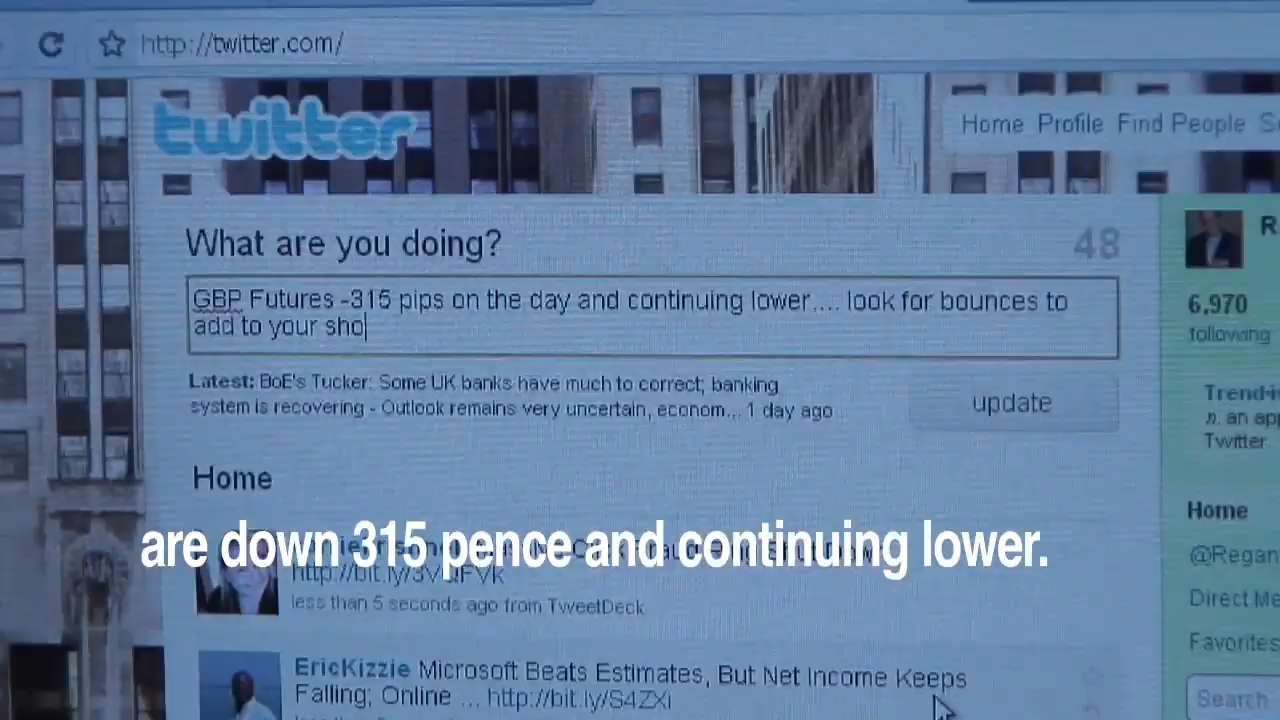 http://twitter.com/
twitter
Home Profile Find People
What are you doing?
48
GBP Futures -315 pips on the day and continuing lower.... look for bounces to
add to your sho
Latest: BoE's Tucker: Some UK banks have much to correct; banking
system is recovering - Outlook remains very uncertain, econom... 1 day ago
update
R
6,970
following
Trend-i
n. an app
Twitter
Home
@Regan
Direct Me
Favorites
Search
Home
are down 315 pence and continuing lower.
less than 5 seconds ago from TweetDeck
EricKizzie Microsoft Beats Estimates, But Net Income Keeps
Falling; Online ... http://bit.ly/S4ZXi